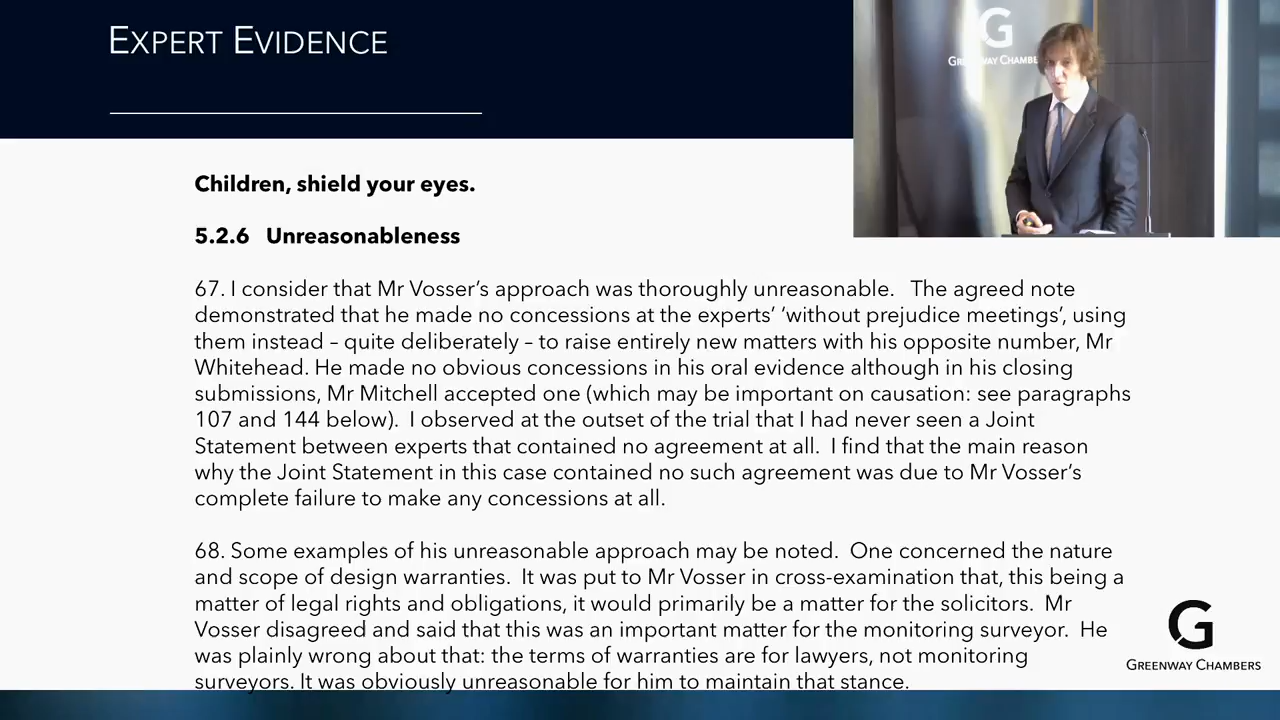 EXPERT EVIDENCE
G
GREENWAY CHAMBE
Children, shield your eyes.
5.2.6 Unreasonableness
67. I consider that Mr Vosser’s approach was thoroughly unreasonable. The agreed note
demonstrated that he made no concessions at the experts’ ‘without prejudice meetings’, using
them instead – quite deliberately – to raise entirely new matters with his opposite number, Mr
Whitehead. He made no obvious concessions in his oral evidence although in his closing
submissions, Mr Mitchell accepted one (which may be important on causation: see paragraphs
107 and 144 below). I observed at the outset of the trial that I had never seen a Joint
Statement between experts that contained no agreement at all. I find that the main reason
why the Joint Statement in this case contained no such agreement was due to Mr Vosser’s
complete failure to make any concessions at all.
68. Some examples of his unreasonable approach may be noted. One concerned the nature
and scope of design warranties. It was put to Mr Vosser in cross-examination that, this being a
matter of legal rights and obligations, it would primarily be a matter for the solicitors. Mr
Vosser disagreed and said that this was an important matter for the monitoring surveyor. He
was plainly wrong about that: the terms of warranties are for lawyers, not monitoring
surveyors. It was obviously unreasonable for him to maintain that stance.
G
GREENWAY CHAMBERS